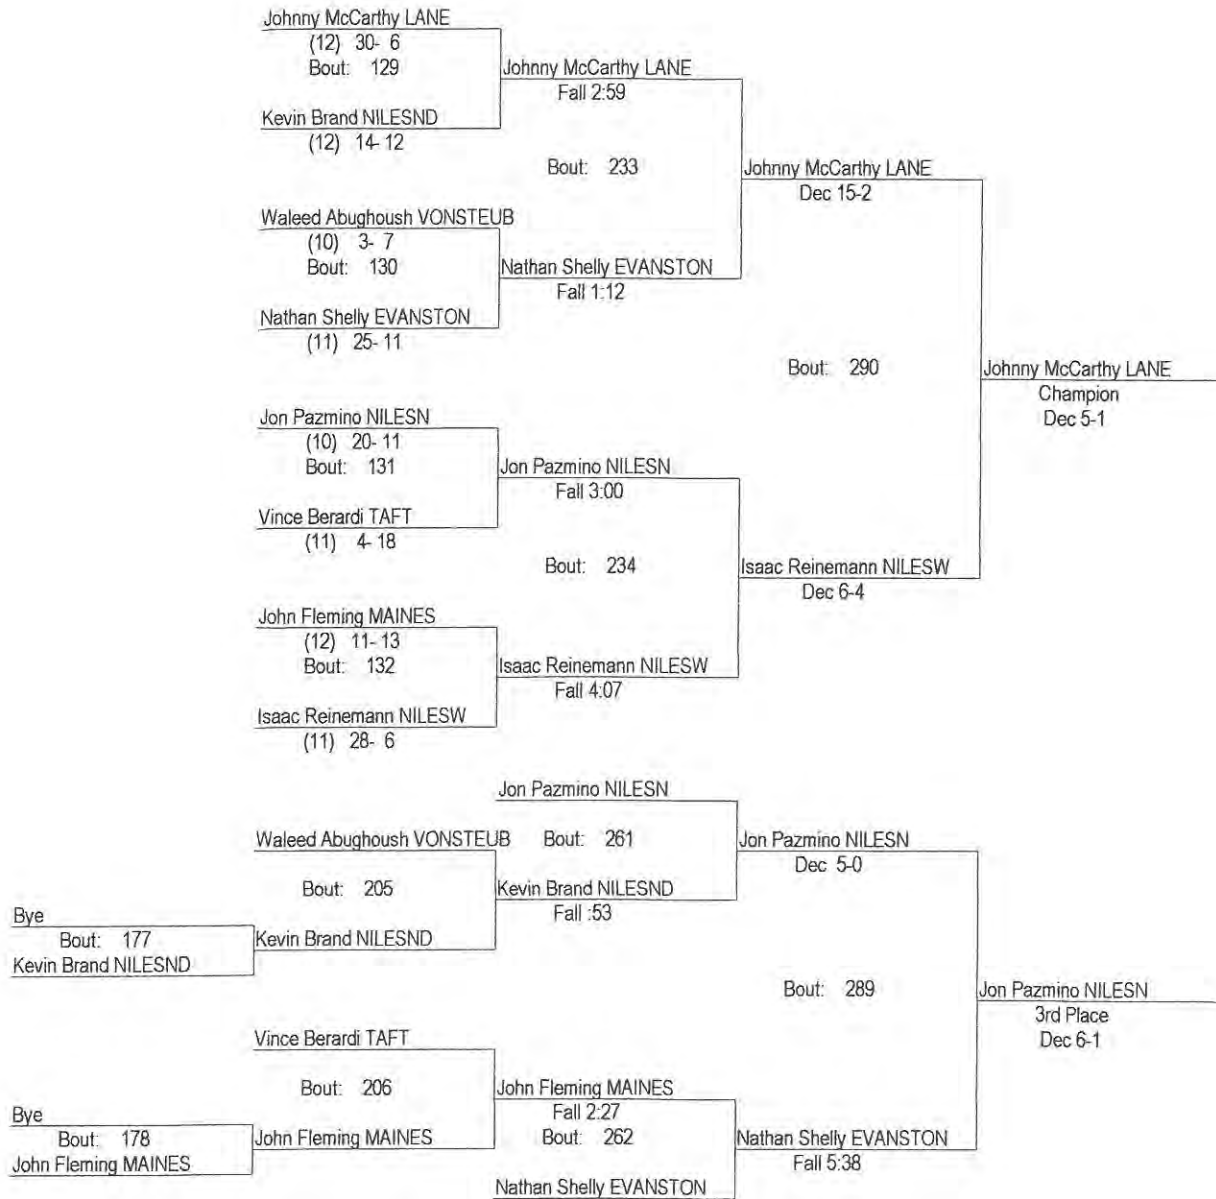 Johnny McCarthy LANE
(12) 30- 6
Bout: 129
Johnny McCarthy LANE
Fall 2:59
Kevin Brand NILESND
(12) 14- 12
Bout: 233
Johnny McCarthy LANE
Dec 15-2
Waleed Abughoush VONSTEUB
(10) 3- 7
Bout: 130
Nathan Shelly EVANSTON
Fall 1:12
Nathan Shelly EVANSTON
(11) 25- 11
Bout: 290
Johnny McCarthy LANE
Champion
Dec 5-1
Jon Pazmino NILESN
(10) 20- 11
Bout: 131
Jon Pazmino NILESN
Fall 3:00
Vince Berardi TAFT
(11) 4- 18
Bout: 234
Isaac Reinemann NILESW
Dec 6-4
John Fleming MAINES
(12) 11- 13
Bout: 132
Isaac Reinemann NILESW
Fall 4:07
Isaac Reinemann NILESW
(11) 28- 6
Jon Pazmino NILESN
Waleed Abughoush VONSTEUB
Bout: 261
Jon Pazmino NILESN
Dec 5-0
Bout: 205
Kevin Brand NILESND
Fall :53
Bye
Bout: 177
Kevin Brand NILESND
Kevin Brand NILESND
Bout: 289
Jon Pazmino NILESN
3rd Place
Dec 6-1
Vince Berardi TAFT
Bout: 206
John Fleming MAINES
Fall 2:27
Bye
Bout: 178
John Fleming MAINES
John Fleming MAINES
Bout: 262
Nathan Shelly EVANSTON
Fall 5:38
Nathan Shelly EVANSTON